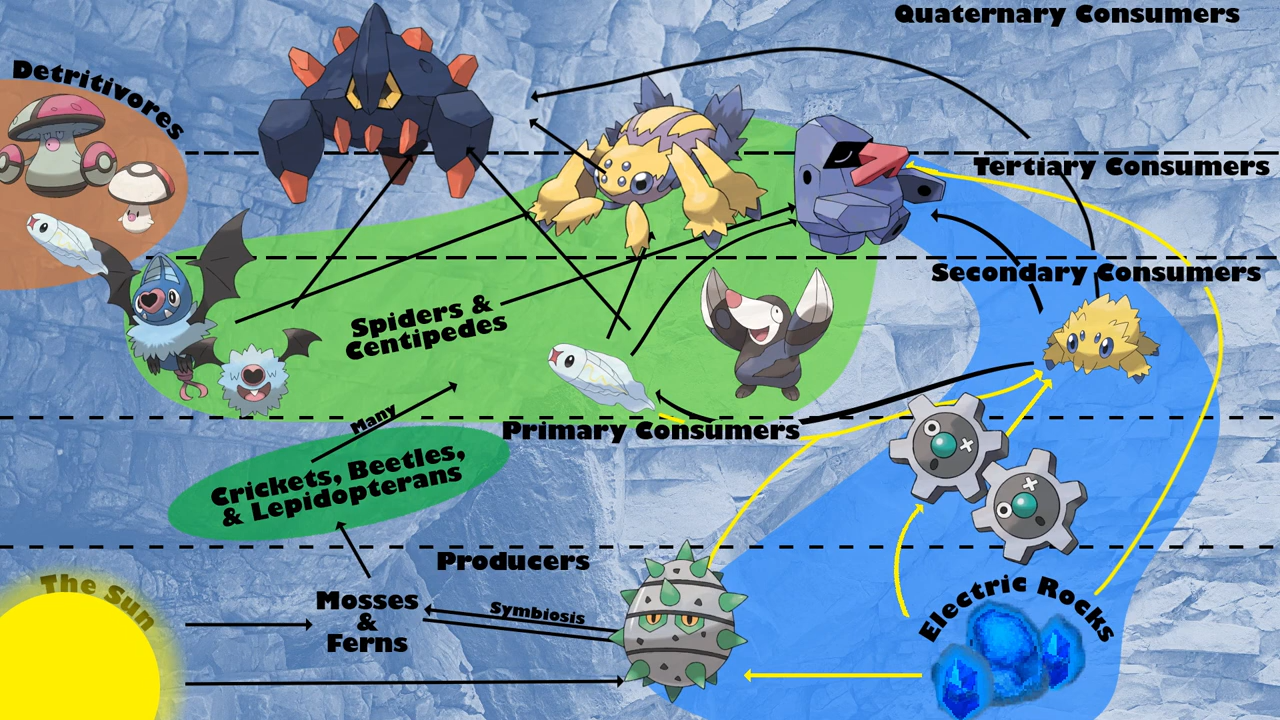 Quaternary Consumers
Detritivores
Tertiary Consumers
Secondary Consumers
Spiders &
Centipedes
Many
Primary Consumers
Crickets, Beetles,
& Lepidopterans
Producers
The Sun
Mosses
&
Ferns
Symbiosis
Electric Rocks